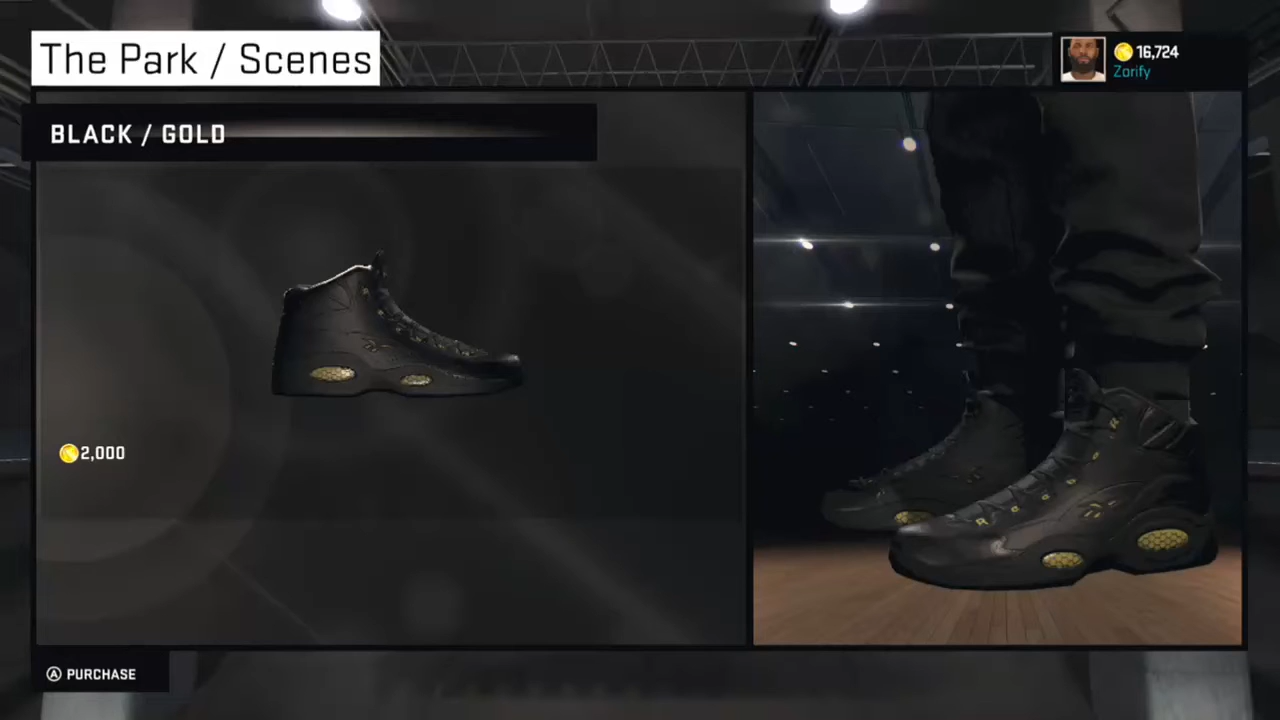 The Park / Scenes
16,724
Zorify
BLACK / GOLD
2,000
A PURCHASE